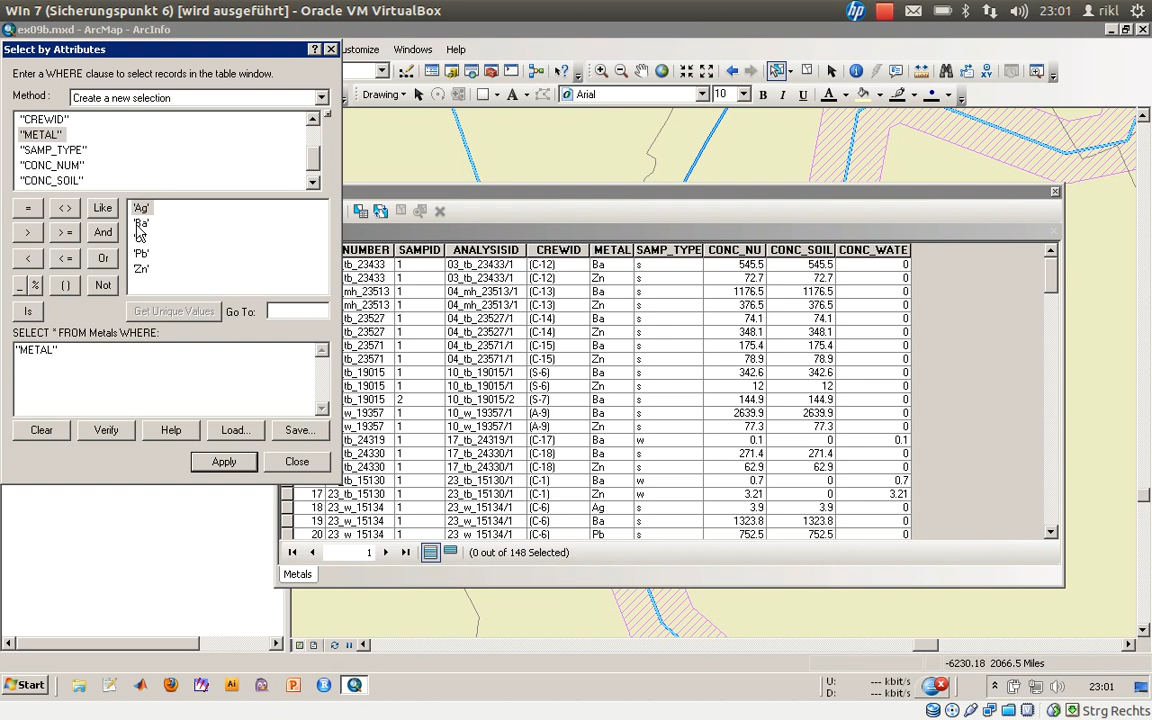 WIn 7 (Sicherungspunkt 6) [wird ausgeführt] - Oracle VM VirtualBox
23:01
rikl
ex09b.mxd - ArcMap - ArcInfo
Select by Attributes
Customize
Windows
Help
Enter a WHERE clause to select records in the table window.
Method :
Create a new selection
Drawing
Arial
10
B I U A
"CREWID"
"METAL"
"SAMP_TYPE"
"CONC_NUM"
"CONC_SOIL"
= < > Like
> > = And
< < = Or
_ % ( ) Not
Is
'Ag'
'Ba'
'Pb'
'Zn'
Get Unique Values
Go To:
SELECT * FROM Metals WHERE:
"METAL"
Clear
Verify
Help
Load...
Save...
Apply
Close
NUMBER SAMPID ANALYSISID CREWID METAL SAMP_TYPE CONC_NU CONC_SOIL CONC_WATE
tb_23433 1 03_tb_23433/1 (C-12) Ba s 545.5 545.5 0
tb_23433 1 03_tb_23433/1 (C-12) Zn s 72.7 72.7 0
mh_23513 1 04_mh_23513/1 (C-13) Ba s 1176.5 1176.5 0
mh_23513 1 04_mh_23513/1 (C-13) Zn s 376.5 376.5 0
tb_23527 1 04_tb_23527/1 (C-14) Ba s 74.1 74.1 0
tb_23527 1 04_tb_23527/1 (C-14) Zn s 348.1 348.1 0
tb_23571 1 04_tb_23571/1 (C-15) Ba s 175.4 175.4 0
tb_23571 1 04_tb_23571/1 (C-15) Zn s 78.9 78.9 0
tb_19015 1 10_tb_19015/1 (S-6) Ba s 342.6 342.6 0
tb_19015 1 10_tb_19015/1 (S-6) Zn s 12 12 0
tb_19015 2 10_tb_19015/2 (S-7) Ba s 144.9 144.9 0
w_19357 1 10_w_19357/1 (A-9) Ba s 2639.9 2639.9 0
w_19357 1 10_w_19357/1 (A-9) Zn s 77.3 77.3 0
tb_24319 1 17_tb_24319/1 (C-17) Ba w 0.1 0 0.1
tb_24330 1 17_tb_24330/1 (C-18) Ba s 271.4 271.4 0
tb_24330 1 17_tb_24330/1 (C-18) Zn s 62.9 62.9 0
tb_15130 1 23_tb_15130/1 (C-1) Ba w 0.7 0 0.7
17 23_tb_15130 1 23_tb_15130/1 (C-1) Zn w 3.21 0 3.21
18 23_w_15134 1 23_w_15134/1 (C-6) Ag s 3.9 3.9 0
19 23_w_15134 1 23_w_15134/1 (C-6) Ba s 1323.8 1323.8 0
20 23_w_15134 1 23_w_15134/1 (C-6) Pb s 752.5 752.5 0
1
(0 out of 148 Selected)
Metals
-6230.18 2066.5 Miles
Start
U: --- kbit/s
D: --- kbit/s
23:01
Strg Rechts